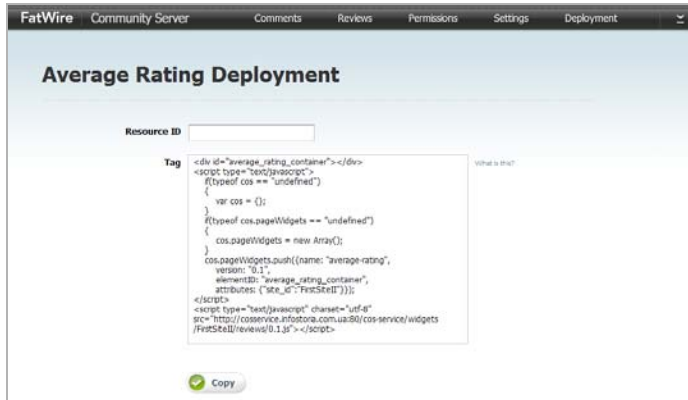 FatWire Community Server Comments Reviews Permissions Settings Deployment
Average Rating Deployment
Resource ID
Tag
<div id="average_rating_container"></div>
<script type="text/javascript">
if(typeof cos == "undefined")
{
var cos = {};
}
if(typeof cos.pageWidgets == "undefined")
{
cos.pageWidgets = new Array();
}
cos.pageWidgets.push({name: "average-rating",
version: "0.1",
elementID: "average_rating_container",
attributes: {"site_id":"FirstSiteII"}});
</script>
<script type="text/javascript" charset="utf-8"
src="http://cosservice.infostora.com.ua:80/cos-service/widgets
/FirstSiteII/reviews/0.1.js"></script>
What is this?
Copy